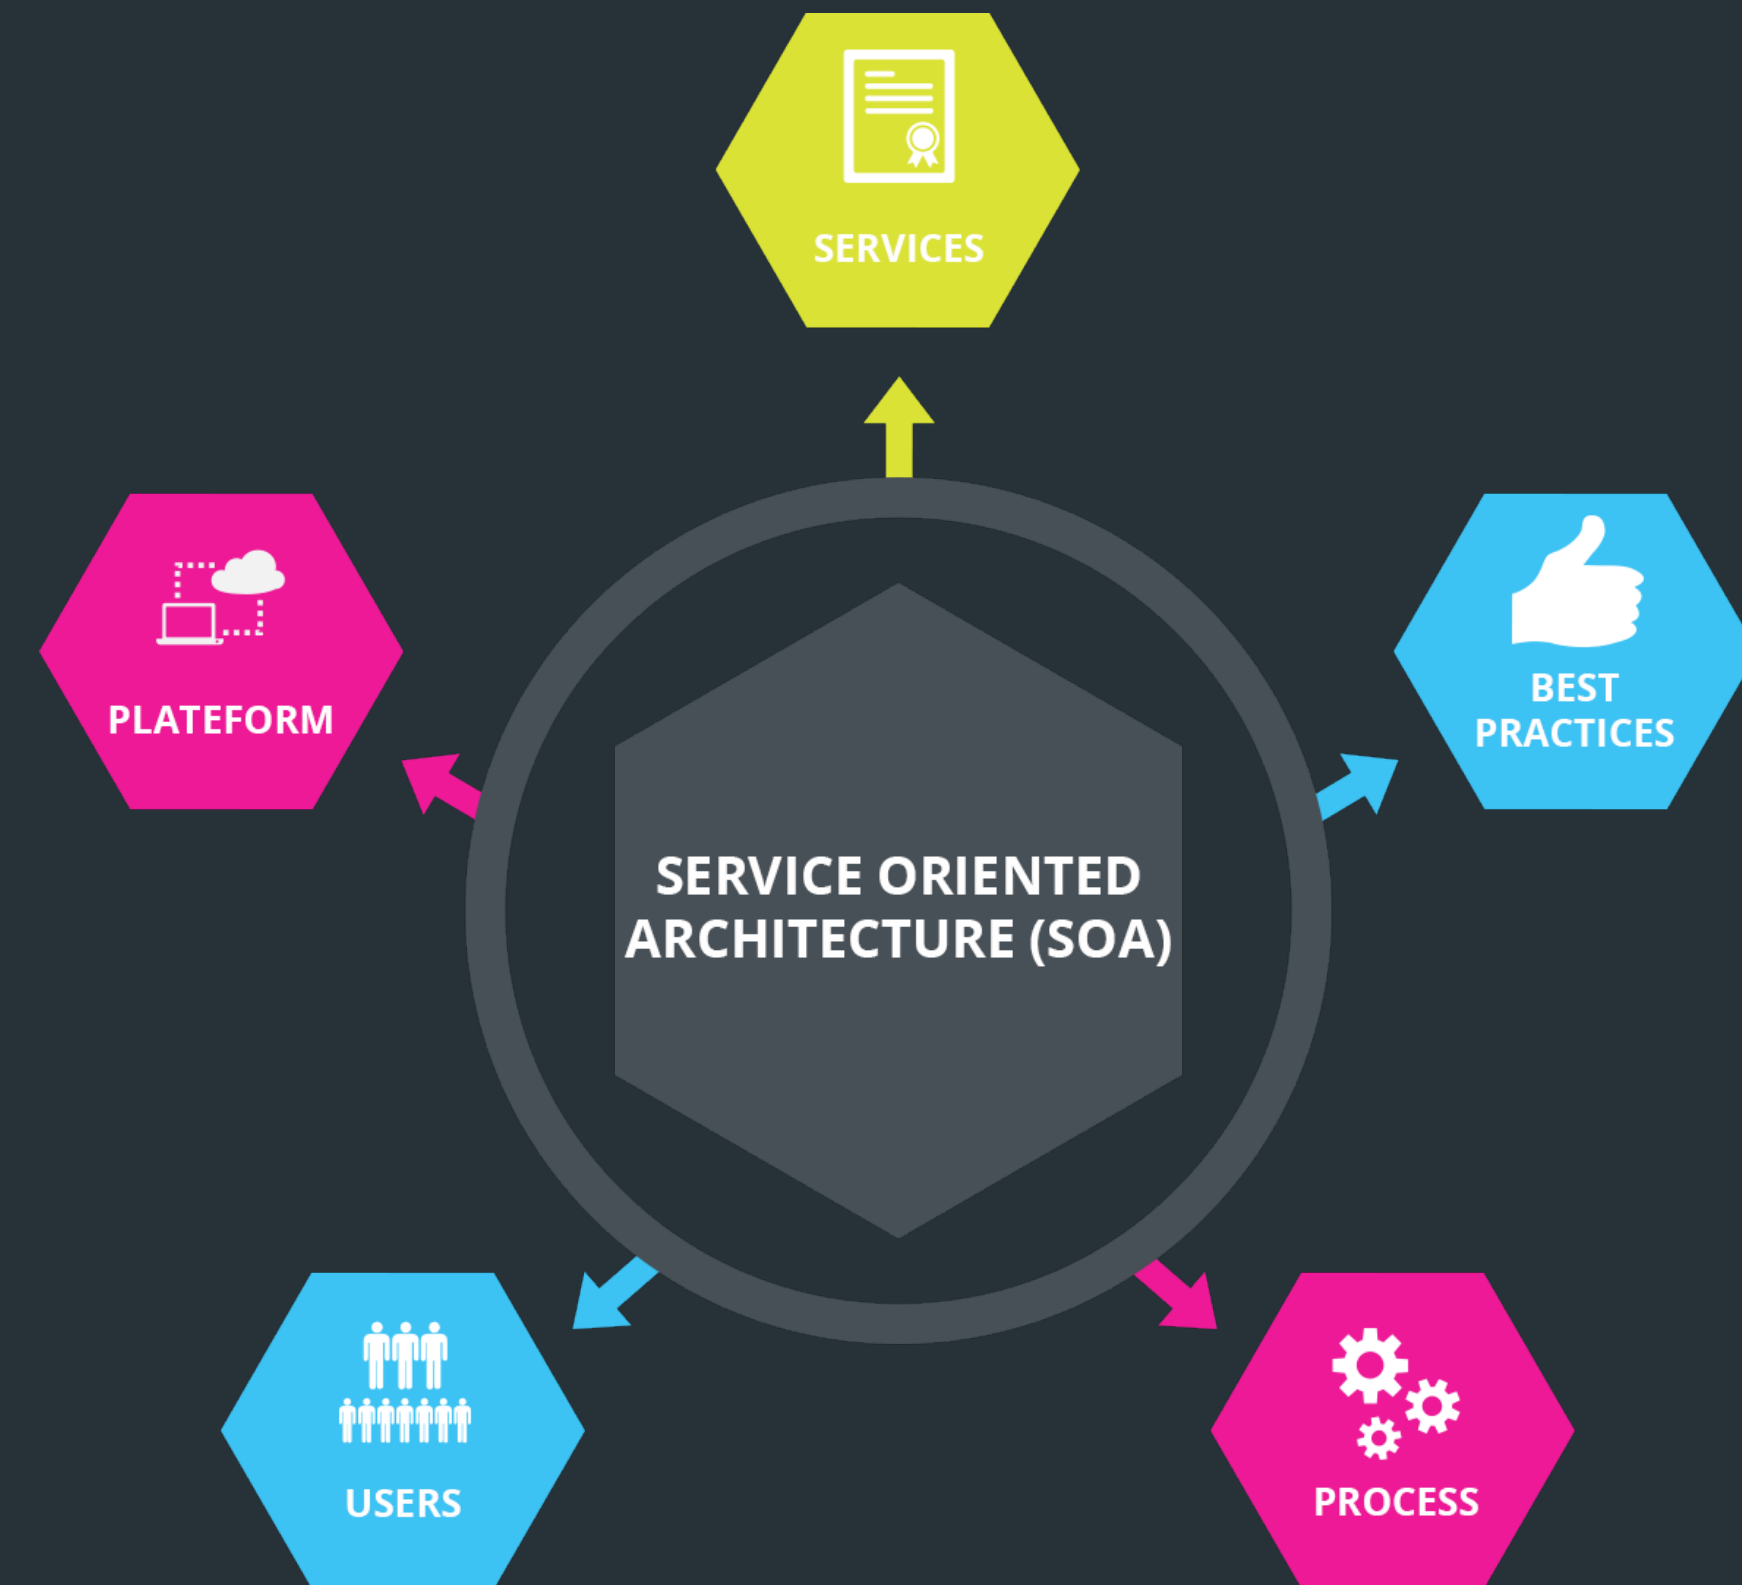 SERVICES
PLATEFORM
BEST
PRACTICES
SERVICE ORIENTED
ARCHITECTURE (SOA)
USERS
PROCESS